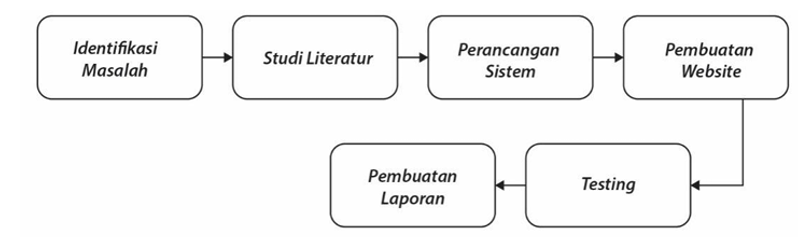 Identifikasi
Masalah
Studi Literatur
Perancangan
Sistem
Pembuatan
Website
Testing
Pembuatan
Laporan